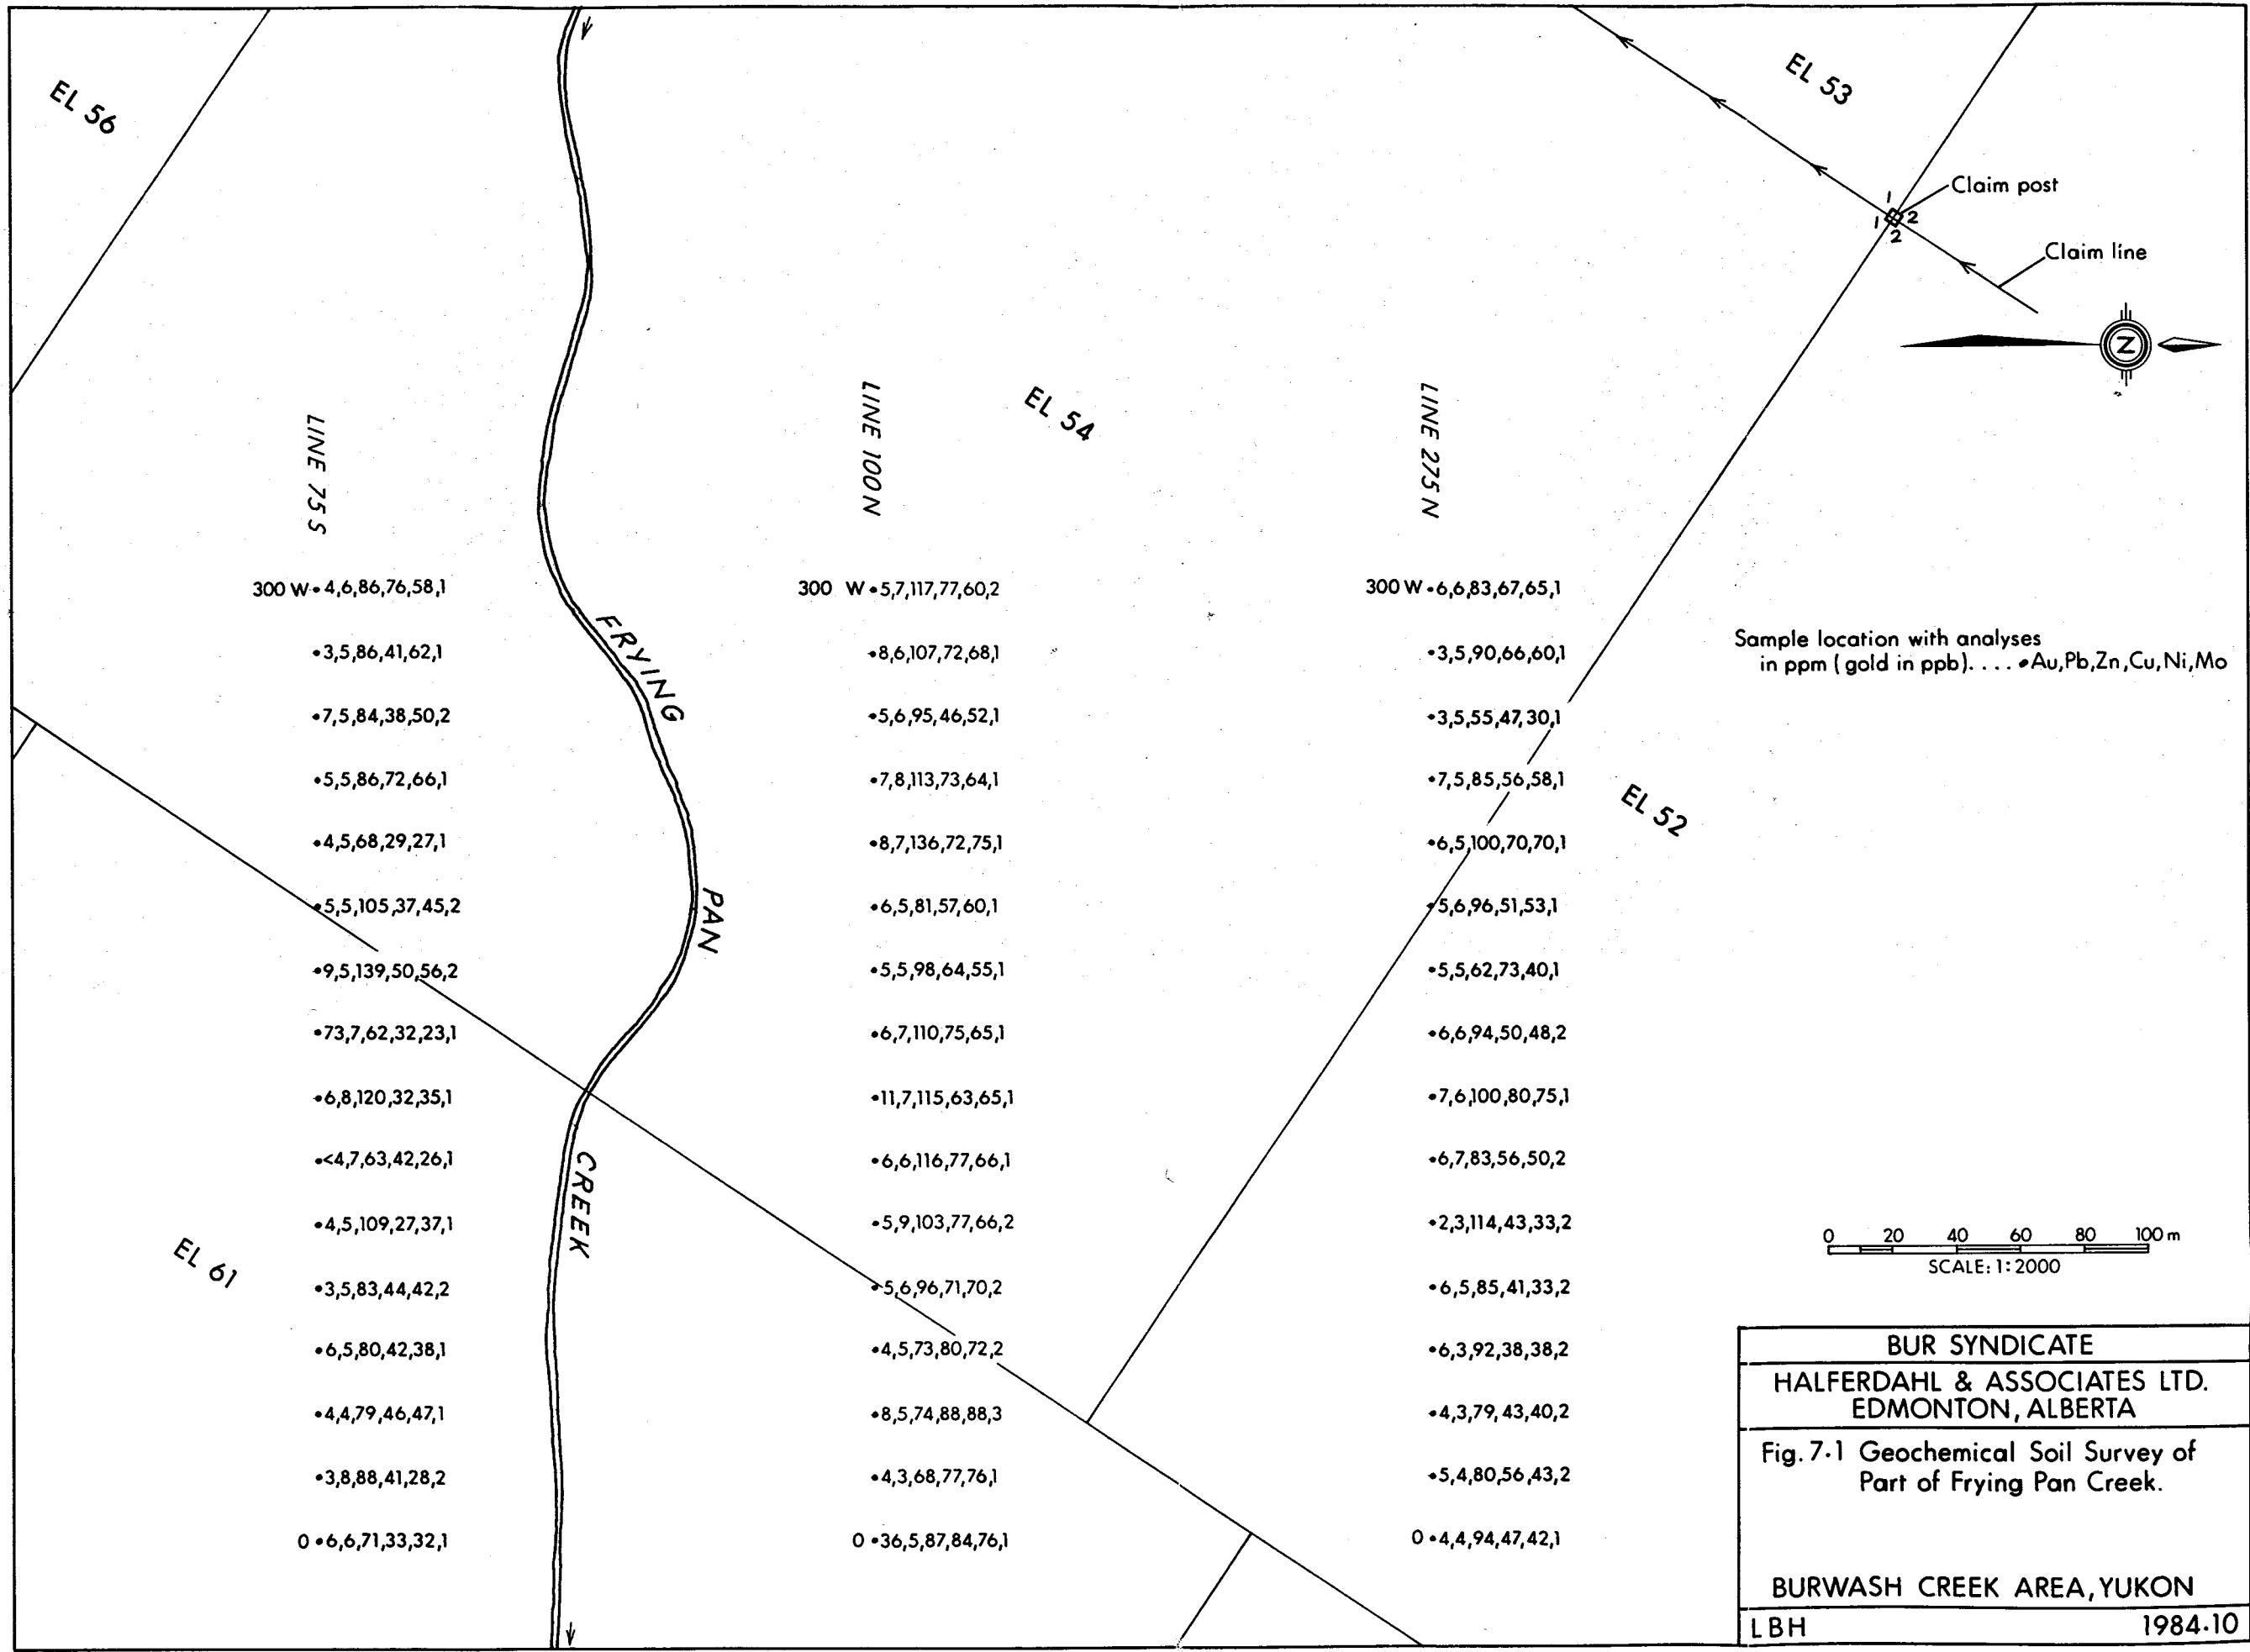 EL 56
EL 53
Claim post
1
1
2
2
Claim line
N
LINE 75 S
LINE 100 N
EL 54
LINE 275 N
300 W •4,6,86,76,58,1
•3,5,86,41,62,1
•7,5,84,38,50,2
•5,5,86,72,66,1
•4,5,68,29,27,1
•5,5,105,37,45,2
•9,5,139,50,56,2
•73,7,62,32,23,1
•6,8,120,32,35,1
•<4,7,63,42,26,1
•4,5,109,27,37,1
•3,5,83,44,42,2
•6,5,80,42,38,1
•4,4,79,46,47,1
•3,8,88,41,28,2
0 •6,6,71,33,32,1
FRYING
PAN
CREEK
300 W •5,7,117,77,60,2
•8,6,107,72,68,1
•5,6,95,46,52,1
•7,8,113,73,64,1
•8,7,136,72,75,1
•6,5,81,57,60,1
•5,5,98,64,55,1
•6,7,110,75,65,1
•11,7,115,63,65,1
•6,6,116,77,66,1
•5,9,103,77,66,2
•5,6,96,71,70,2
•4,5,73,80,72,2
•8,5,74,88,88,3
•4,3,68,77,76,1
0 •36,5,87,84,76,1
300 W •6,6,83,67,65,1
•3,5,90,66,60,1
•3,5,55,47,30,1
•7,5,85,56,58,1
•6,5,100,70,70,1
•5,6,96,51,53,1
•5,5,62,73,40,1
•6,6,94,50,48,2
•7,6,100,80,75,1
•6,7,83,56,50,2
•2,3,114,43,33,2
•6,5,85,41,33,2
•6,3,92,38,38,2
•4,3,79,43,40,2
•5,4,80,56,43,2
0 •4,4,94,47,42,1
Sample location with analyses
in ppm (gold in ppb). . . . •Au,Pb,Zn,Cu,Ni,Mo
EL 52
EL 61
0 20 40 60 80 100 m
SCALE: 1:2000
BUR SYNDICATE
HALFERDAHL & ASSOCIATES LTD.
EDMONTON, ALBERTA
Fig. 7·1 Geochemical Soil Survey of
Part of Frying Pan Creek.
BURWASH CREEK AREA, YUKON
LBH 1984·10